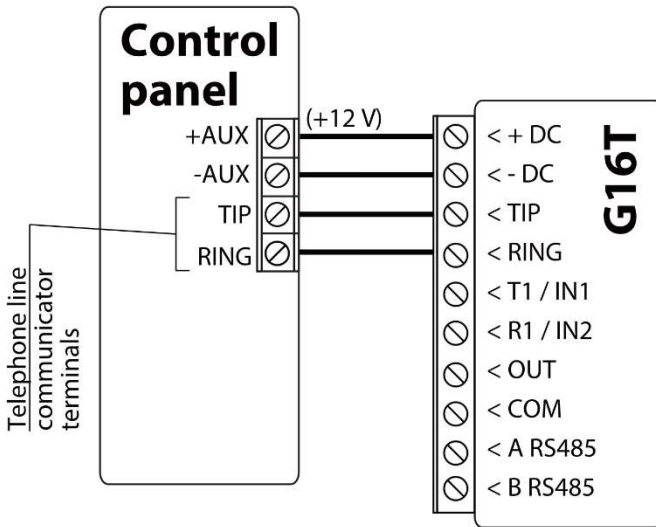 Control
panel
(+12 V)
+AUX
-AUX
TIP
RING
Telephone line
communicator
terminals
G16T
< + DC
< - DC
< TIP
< RING
< T1 / IN1
< R1 / IN2
< OUT
< COM
< A RS485
< B RS485